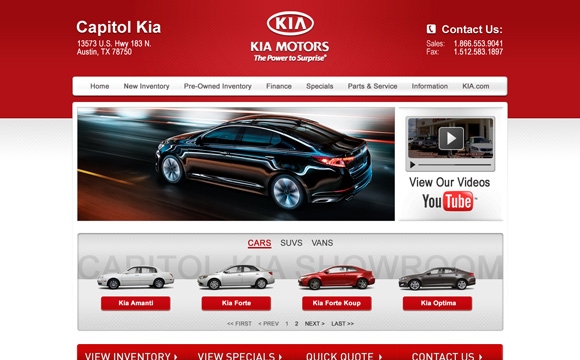 Capitol Kia
13573 U.S. Hwy 183 N.
Austin, TX 78750
KIA
KIA MOTORS
The Power to Surprise™
Contact Us:
Sales: 1.866.553.9041
Fax: 1.512.583.1897
Home New Inventory Pre-Owned Inventory Finance Specials Parts & Service Information KIA.com
View Our Videos
YouTube™
CARS SUVS VANS
CAPITOL KIA SHOWROOM
Kia Amanti Kia Forte Kia Forte Koup Kia Optima
<< FIRST < PREV 1 2 NEXT > LAST >>
VIEW INVENTORY VIEW SPECIALS QUICK QUOTE CONTACT US